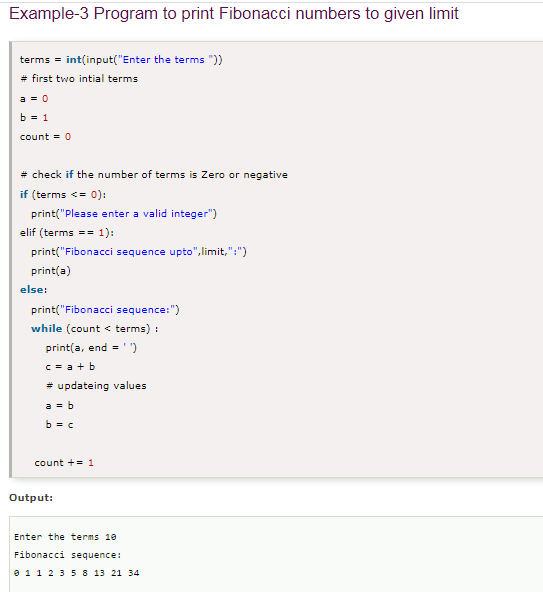 Example-3 Program to print Fibonacci numbers to given limit
terms = int(input("Enter the terms "))
# first two intial terms
a = 0
b = 1
count = 0
# check if the number of terms is Zero or negative
if (terms <= 0):
print("Please enter a valid integer")
elif (terms == 1):
print("Fibonacci sequence upto",limit,":")
print(a)
else:
print("Fibonacci sequence:")
while (count < terms) :
print(a, end = ' ')
c = a + b
# updateing values
a = b
b = c
count += 1
Output:
Enter the terms 10
Fibonacci sequence:
0 1 1 2 3 5 8 13 21 34